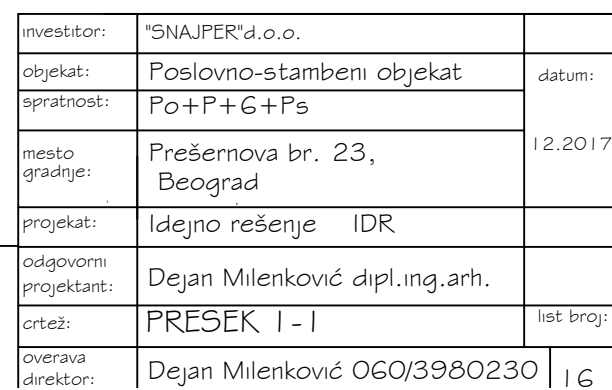 investitor: "SNAJPER"d.o.o.
objekat: Poslovno-stambeni objekat datum:
spratnost: Po+P+6+Ps
12.2017
mesto gradnje: Prešernova br. 23,
Beograd
projekat: Idejno rešenje IDR
odgovorni projektant: Dejan Milenković dipl.ing.arh.
crtež: PRESEK 1-1 list broj:
overava direktor: Dejan Milenković 060/3980230 16